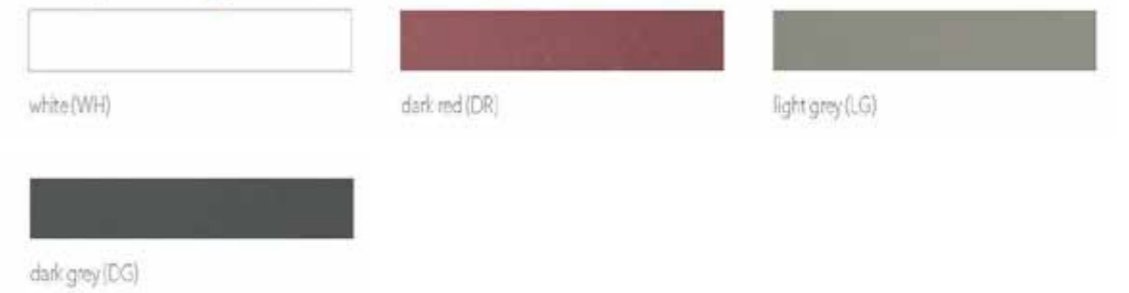 white (WH)
dark red (DR)
light grey (LG)
dark grey (DG)